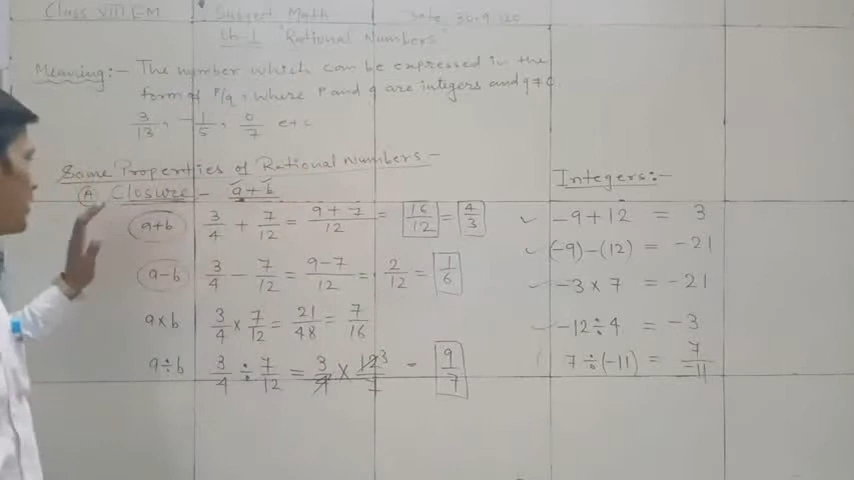 Class VIII EM Subject Math Date 30-9-20
Ch-1 Rational Numbers
Meaning:- The number which can be expressed in the
form of P/q, where P and q are integers and q≠0
3/13, -1/5, 0/7 etc
Some Properties of Rational numbers-
(A) Closure:- a+b
a+b 3/4 + 7/12 = 9+7/12 = 16/12 = 4/3
a-b 3/4 - 7/12 = 9-7/12 = 2/12 = 1/6
a×b 3/4 × 7/12 = 21/48 = 7/16
a÷b 3/4 ÷ 7/12 = 3/4 × 12 3/7 - 9/7
Integers:-
-9+12 = 3
(-9)-(12) = -21
-3×7 = -21
-12÷4 = -3
7÷(-11) = 7/-11